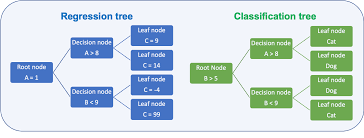 Regression tree
Root node
A = 1
Decision node
A > 8
Decision node
B < 9
Leaf node
C = 9
Leaf node
C = 14
Leaf node
C = -4
Leaf node
C = 99
Classification tree
Root Node
B > 5
Decision node
A > 8
Decision node
B < 9
Leaf node
Cat
Leaf node
Dog
Leaf node
Dog
Leaf node
Cat